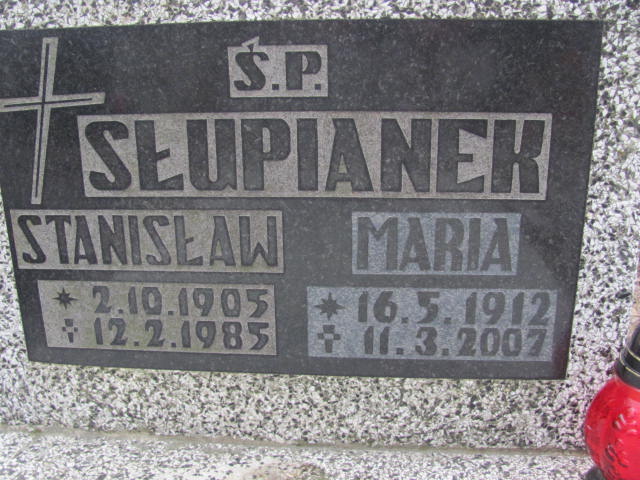 Ś.P.
SŁUPIANEK
STANISŁAW MARIA
2.10.1905 16.5.1912
12.2.1985 11.3.2007